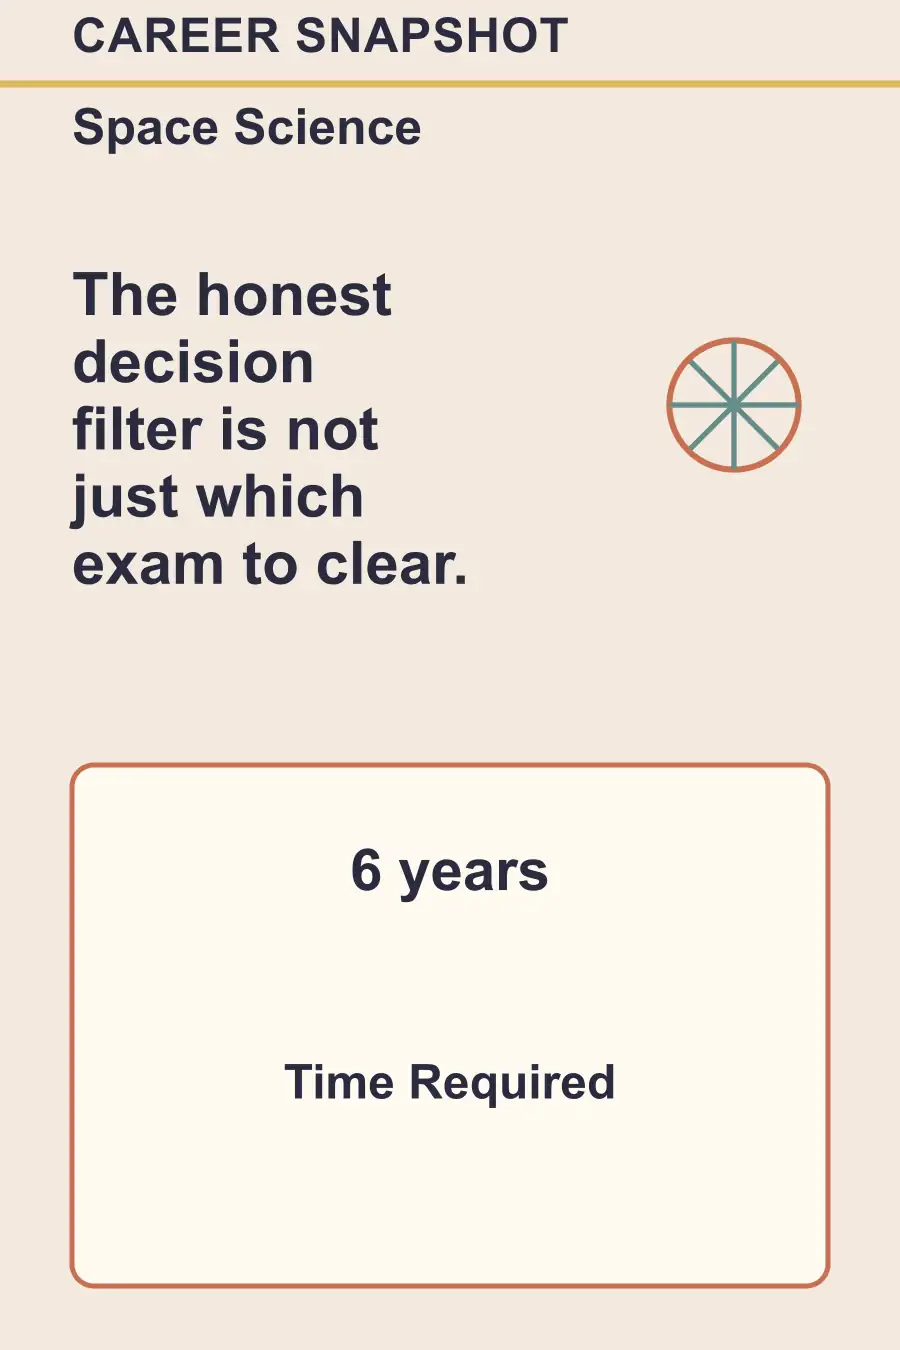 CAREER SNAPSHOT
Space Science
The honest
decision
filter is not
just which
exam to clear.
6 years
Time Required